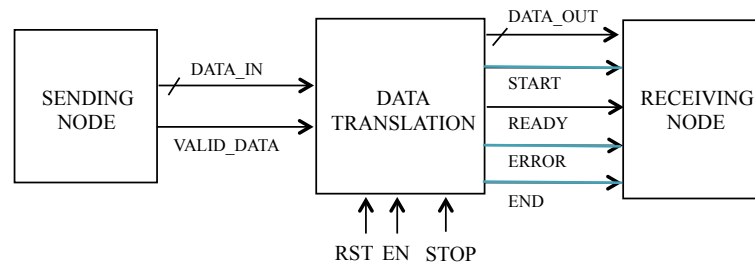 SENDING
NODE
DATA_IN
VALID_DATA
DATA
TRANSLATION
RST EN STOP
DATA_OUT
START
READY
ERROR
END
RECEIVING
NODE